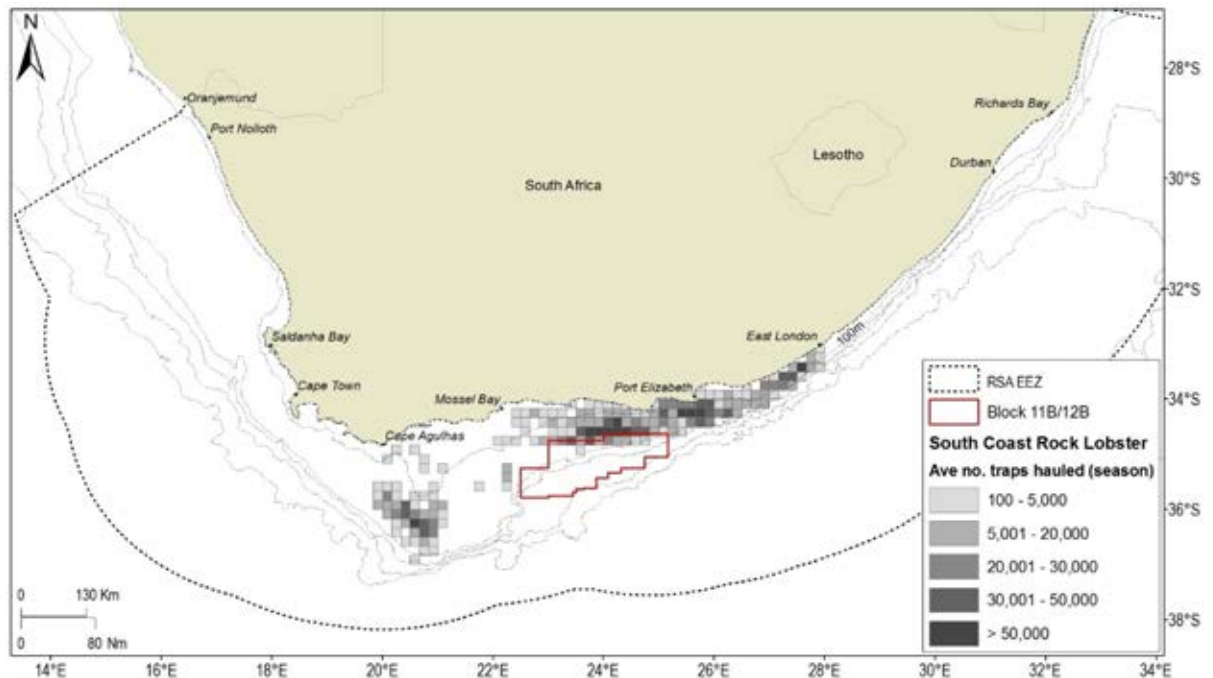 N
28°S
Oranjemund
Richards Bay
Port Nolloth
Lesotho
Durban
South Africa
30°S
32°S
Saldanha Bay
East London
100m
Cape Town
Port Elizabeth
Mossel Bay
34°S
Cape Agulhas
RSA EEZ
Block 11B/12B
South Coast Rock Lobster
Ave no. traps hauled (season)
100 - 5,000
5,001 - 20,000
20,001 - 30,000
30,001 - 50,000
> 50,000
36°S
38°S
0 130 Km
0 80 Nm
14°E 16°E 18°E 20°E 22°E 24°E 26°E 28°E 30°E 32°E 34°E